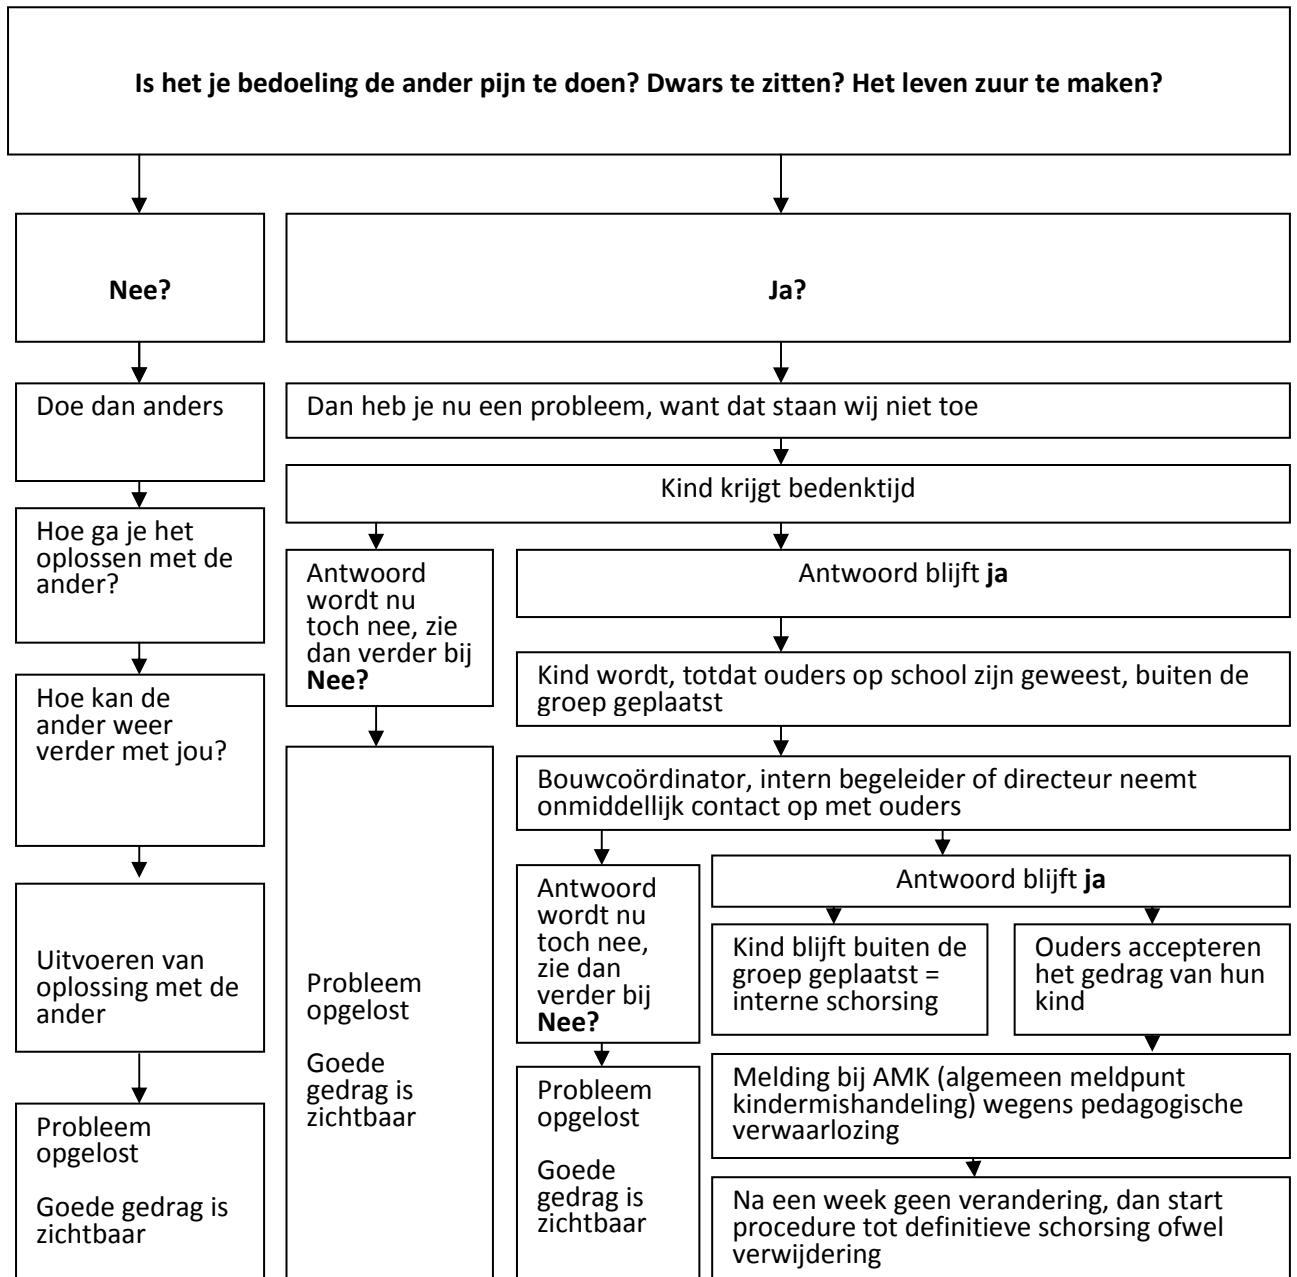 Is het je bedoeling de ander pijn te doen? Dwars te zitten? Het leven zuur te maken?
Nee?
Ja?
Doe dan anders
Dan heb je nu een probleem, want dat staan wij niet toe
Kind krijgt bedenktijd
Hoe ga je het
oplossen met de
ander?
Antwoord
wordt nu
toch nee, zie
dan verder bij
Nee?
Antwoord blijft ja
Kind wordt, totdat ouders op school zijn geweest, buiten de
groep geplaatst
Hoe kan de
ander weer
verder met jou?
Bouwcoördinator, intern begeleider of directeur neemt
onmiddellijk contact op met ouders
Antwoord
wordt nu
toch nee,
zie dan
verder bij
Nee?
Antwoord blijft ja
Kind blijft buiten de
groep geplaatst =
interne schorsing
Ouders accepteren
het gedrag van hun
kind
Uitvoeren van
oplossing met de
ander
Probleem
opgelost
Goede
gedrag is
zichtbaar
Melding bij AMK (algemeen meldpunt
kindermishandeling) wegens pedagogische
verwaarlozing
Probleem
opgelost
Goede gedrag is
zichtbaar
Probleem
opgelost
Goede
gedrag is
zichtbaar
Na een week geen verandering, dan start
procedure tot definitieve schorsing ofwel
verwijdering